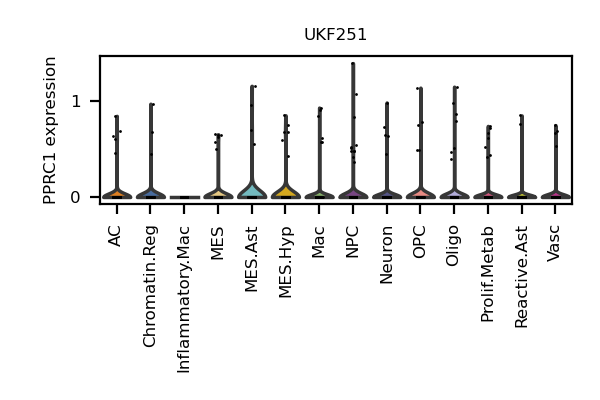 UKF251
PPRC1 expression
1
0
AC
Chromatin.Reg
Inflammatory.Mac
MES
MES.Ast
MES.Hyp
Mac
NPC
Neuron
OPC
Oligo
Prolif.Metab
Reactive.Ast
Vasc